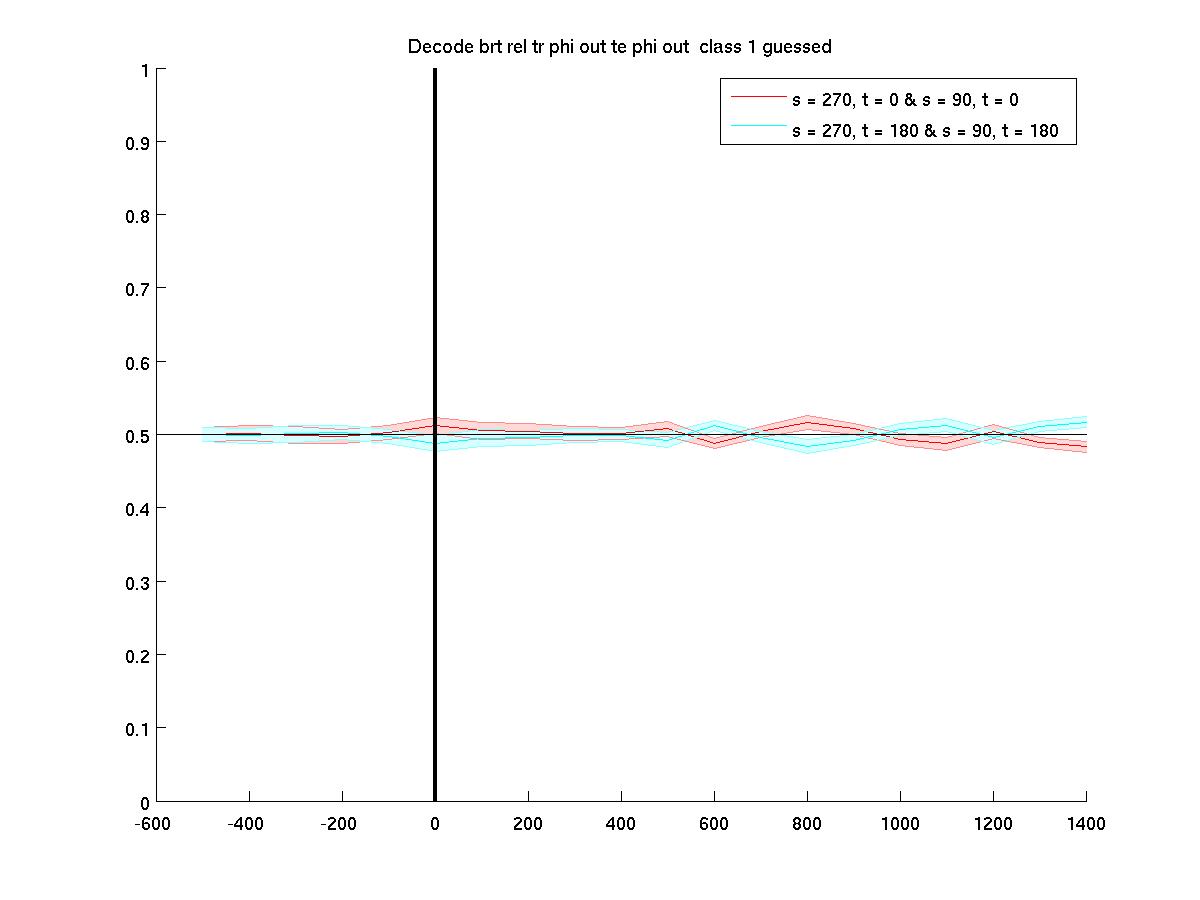 Decode brt rel tr phi out te phi out  class 1 guessed
s = 270, t = 0 & s = 90, t = 0
s = 270, t = 180 & s = 90, t = 180
1
0.9
0.8
0.7
0.6
0.5
0.4
0.3
0.2
0.1
0
-600 -400 -200 0 200 400 600 800 1000 1200 1400